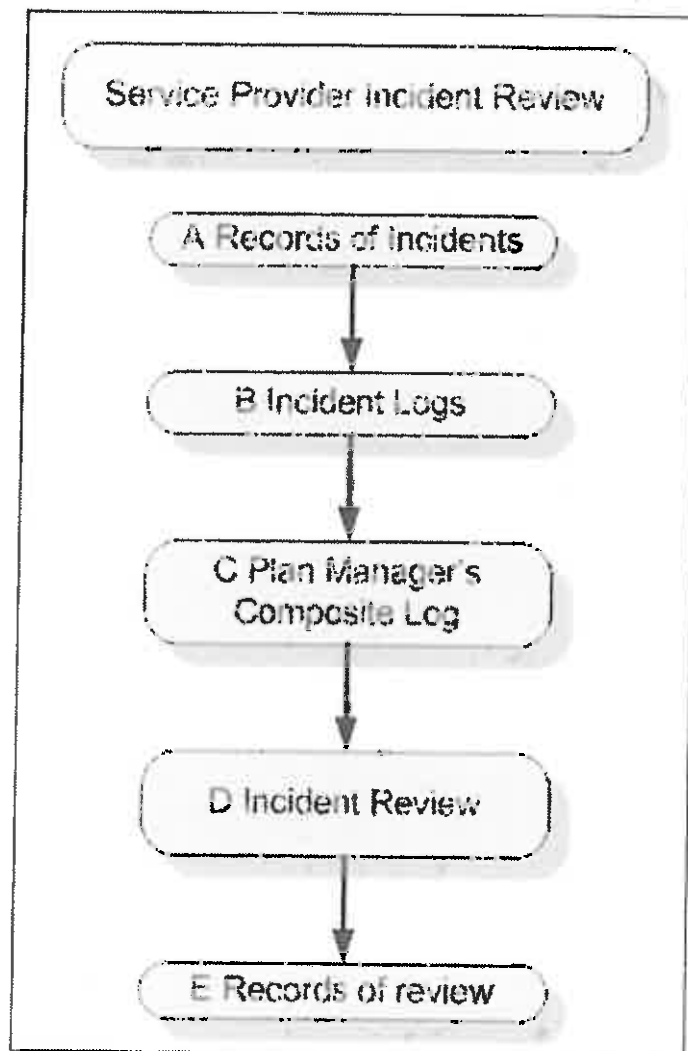 Service Provider Incident Review
A Records of Incidents
B Incident Logs
C Plan Manager's
Composite Log
D Incident Review
E Records of review